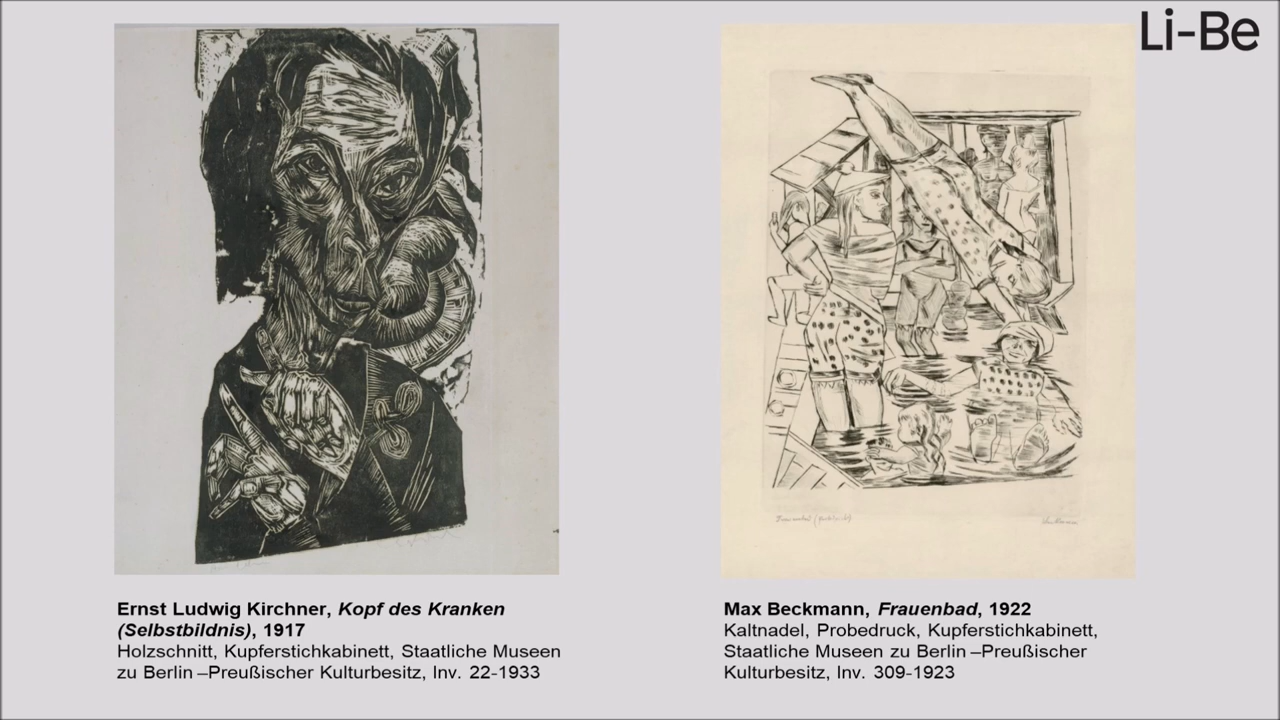 Li-Be
Ernst Ludwig Kirchner, Kopf des Kranken
(Selbstbildnis), 1917
Holzschnitt, Kupferstichkabinett, Staatliche Museen
zu Berlin –Preußischer Kulturbesitz, Inv. 22-1933
Max Beckmann, Frauenbad, 1922
Kaltnadel, Probedruck, Kupferstichkabinett,
Staatliche Museen zu Berlin –Preußischer
Kulturbesitz, Inv. 309-1923